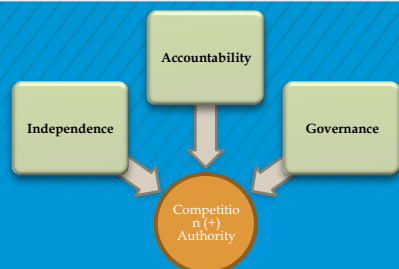 Accountability
Independence
Governance
Competitio
n (+)
Authority